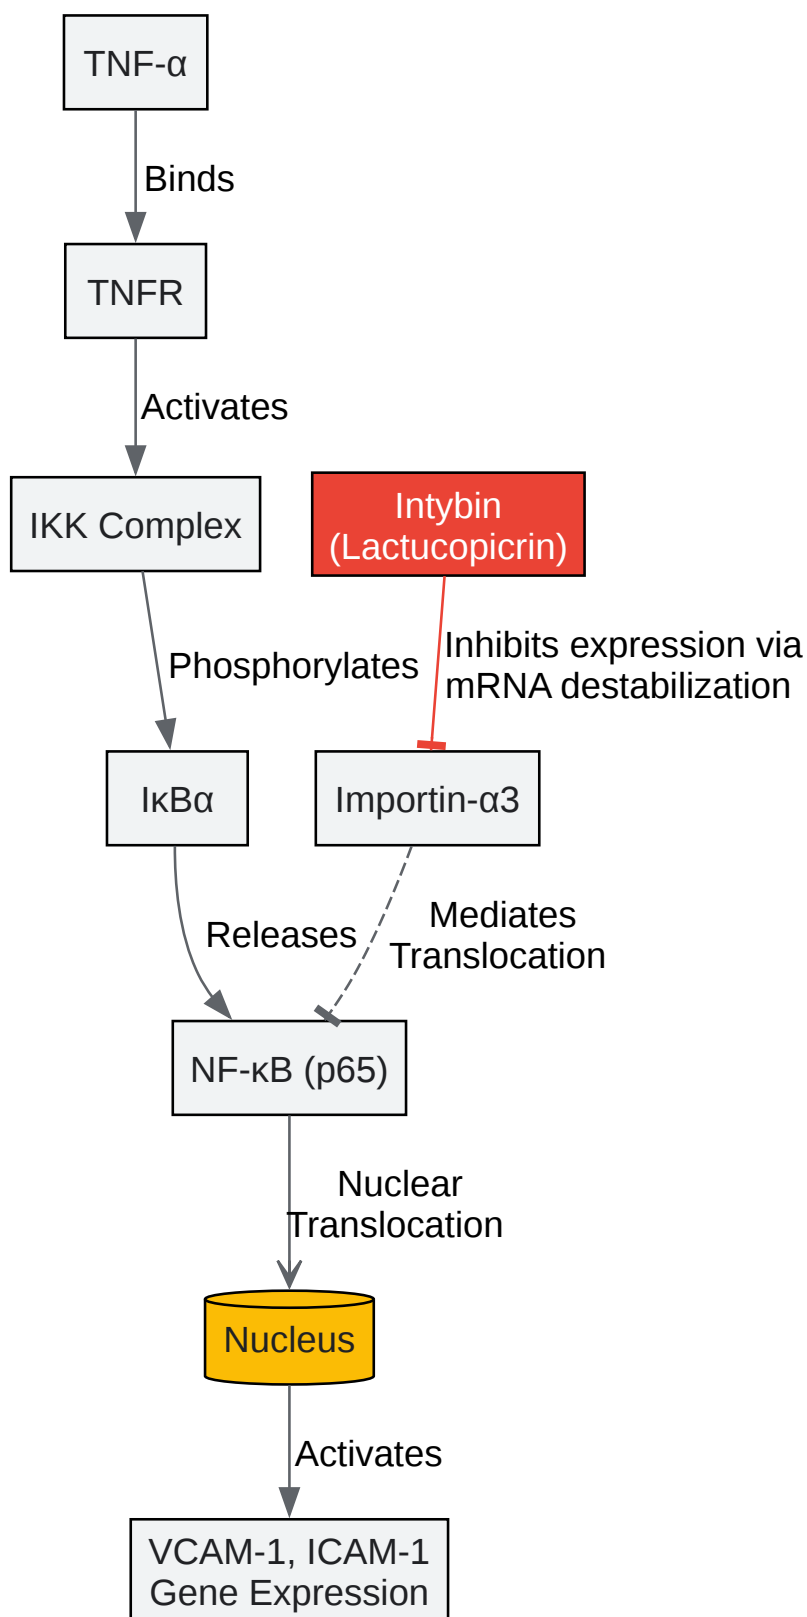 TNF-α
Binds
TNFR
Activates
IKK Complex
Intybin
(Lactucopicrin)
Phosphorylates
Inhibits expression via
mRNA destabilization
IκBα
Importin-α3
Releases
Mediates
Translocation
NF-κB (p65)
Nuclear
Translocation
Nucleus
Activates
VCAM-1, ICAM-1
Gene Expression